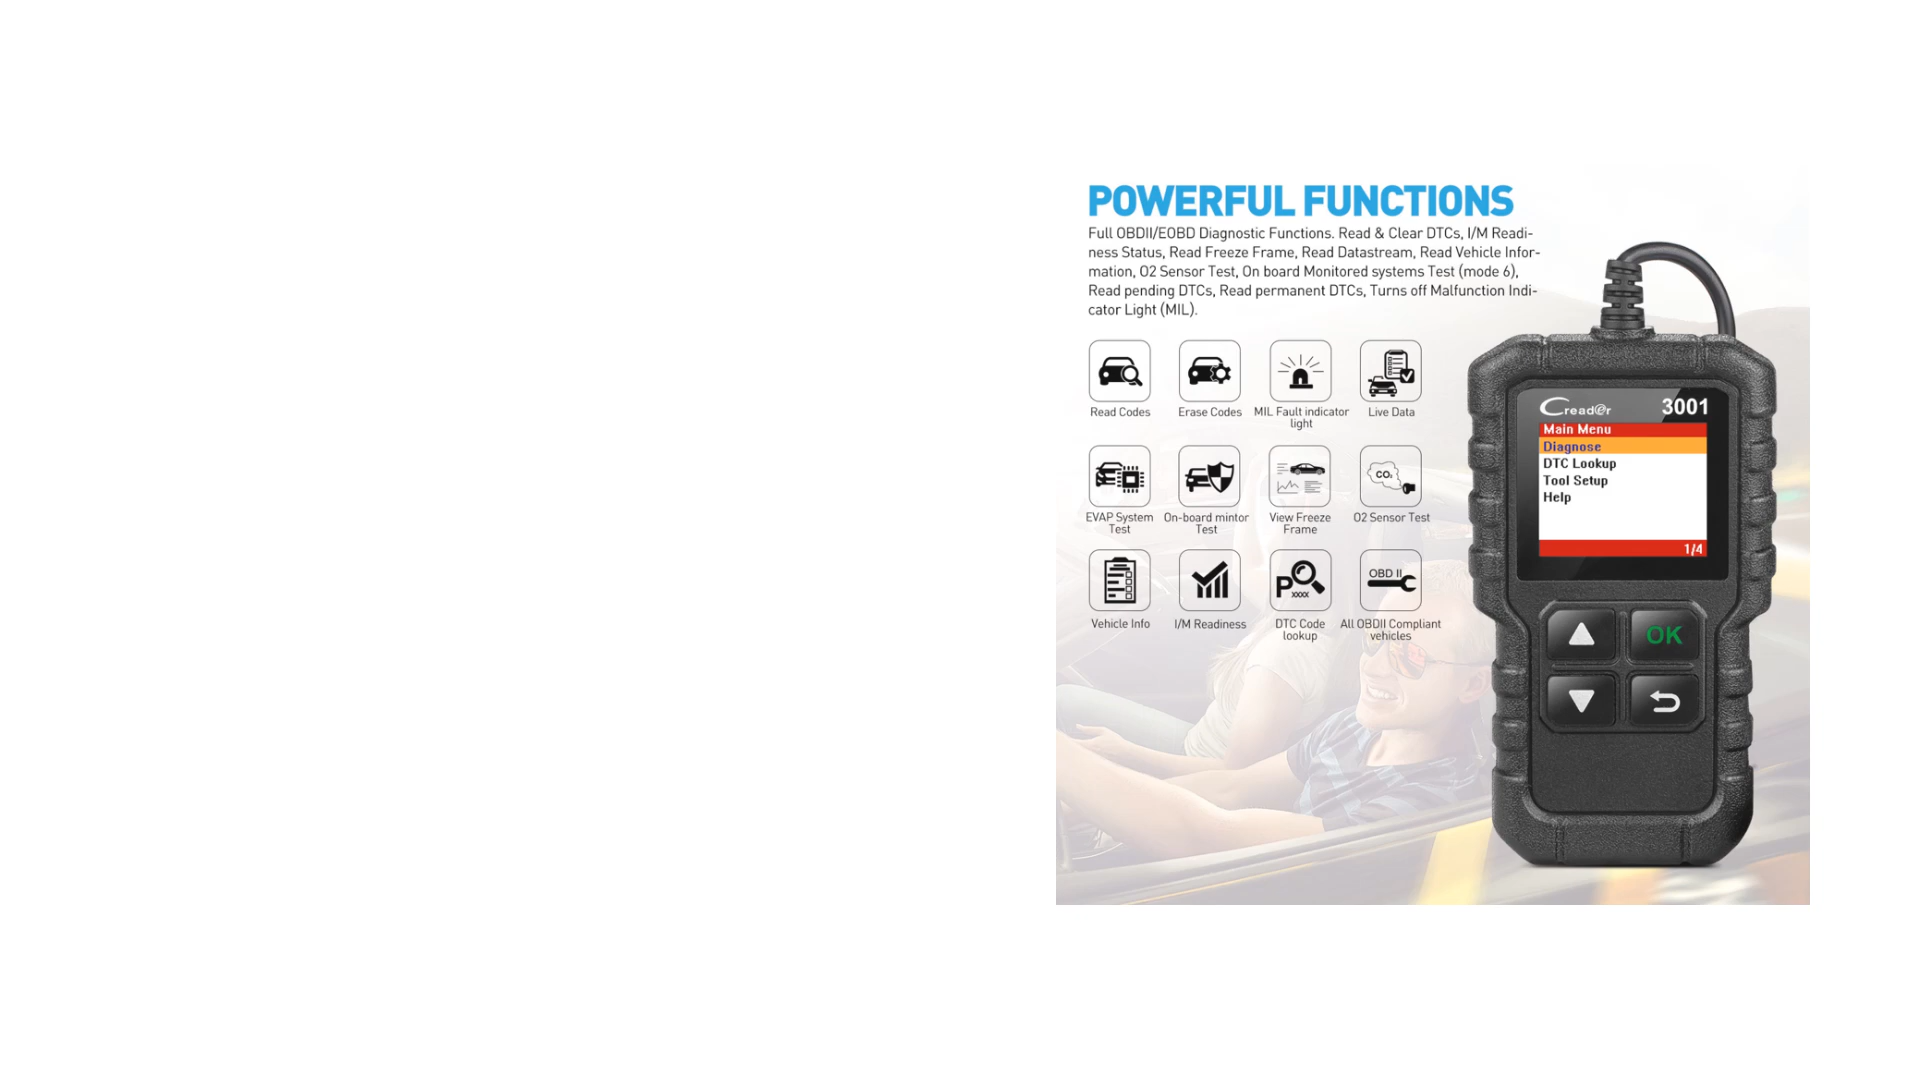 POWERFUL FUNCTIONS
Full OBDII/EOBD Diagnostic Functions. Read & Clear DTCs, I/M Readi-
ness Status, Read Freeze Frame, Read Datastream, Read Vehicle Infor-
mation, O2 Sensor Test, On board Monitored systems Test (mode 6),
Read pending DTCs, Read permanent DTCs, Turns off Malfunction Indi-
cator Light (MIL).
Read Codes
Erase Codes
MIL Fault indicator
light
Live Data
EVAP System
Test
On-board mintor
Test
View Freeze
Frame
CO₂
O2 Sensor Test
Vehicle Info
I/M Readiness
P
xxxx
DTC Code
lookup
OBD II
All OBDII Compliant
vehicles
Cread@r 3001
Main Menu
Diagnose
DTC Lookup
Tool Setup
Help
1/4
OK